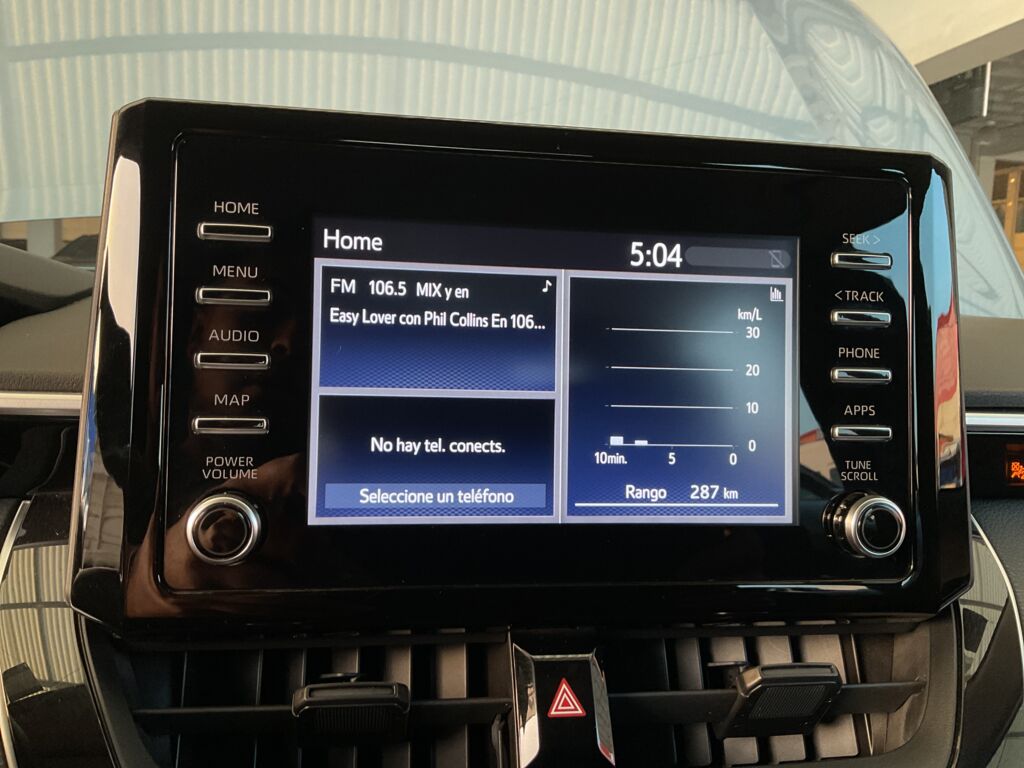 HOME
MENU
AUDIO
MAP
POWER
VOLUME
Home
5:04
FM 106.5 MIX y en
Easy Lover con Phil Collins En 106...
No hay tel. conects.
Seleccione un teléfono
km/L
30
20
10
0
10min. 5 0
Rango 287 km
SEEK >
< TRACK
PHONE
APPS
TUNE
SCROLL